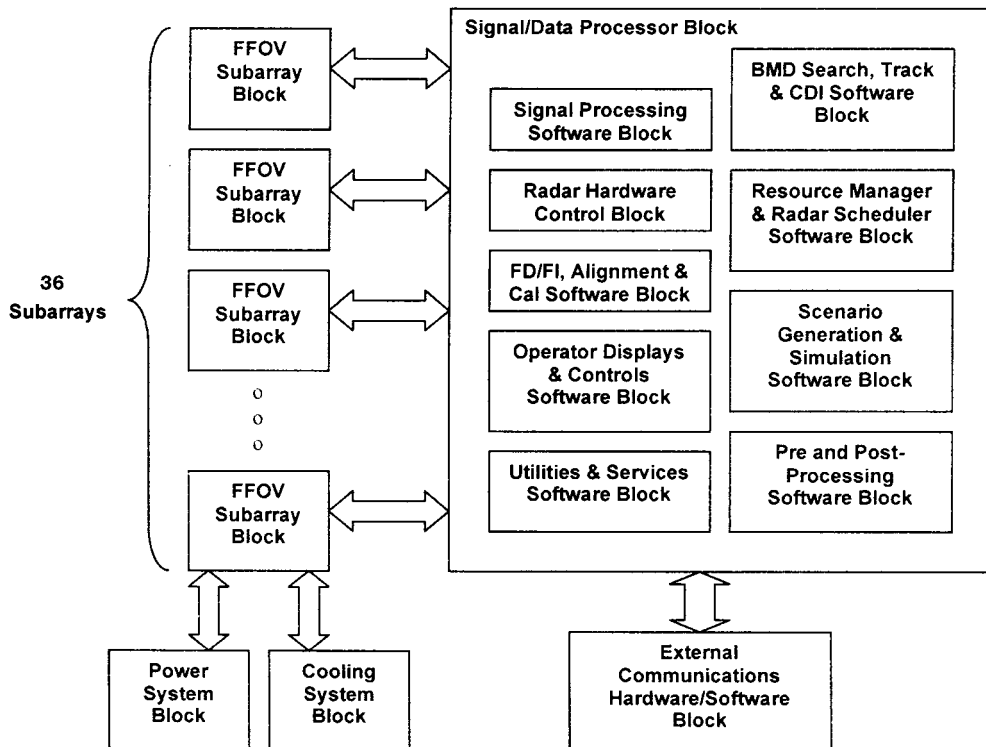 36
Subarrays
FFOV
Subarray
Block
FFOV
Subarray
Block
FFOV
Subarray
Block
FFOV
Subarray
Block
Signal/Data Processor Block
Signal Processing
Software Block
Radar Hardware
Control Block
FD/FI, Alignment &
Cal Software Block
Operator Displays
& Controls
Software Block
Utilities & Services
Software Block
BMD Search, Track
& CDI Software
Block
Resource Manager
& Radar Scheduler
Software Block
Scenario
Generation &
Simulation
Software Block
Pre and Post-
Processing
Software Block
Power
System
Block
Cooling
System
Block
External
Communications
Hardware/Software
Block